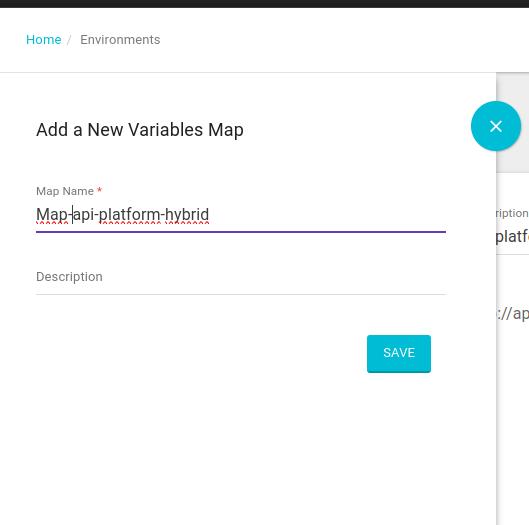 Home / Environments
Add a New Variables Map
Map Name *
Map-api-platform-hybrid
Description
SAVE
ription
platf
://ap